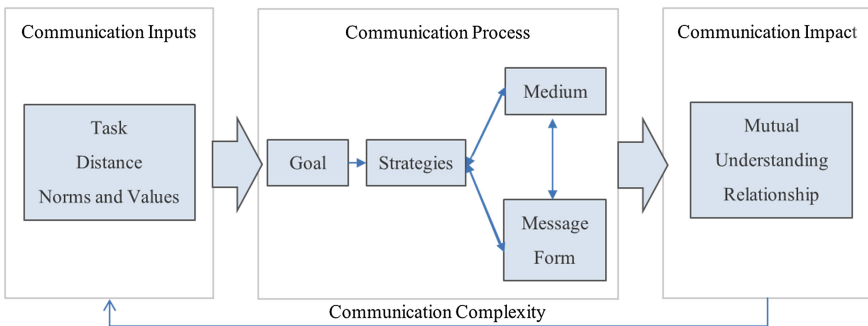 Communication Inputs
Communication Process
Communication Impact
Task
Distance
Norms and Values
Goal
Strategies
Medium
Message
Form
Mutual
Understanding
Relationship
Communication Complexity